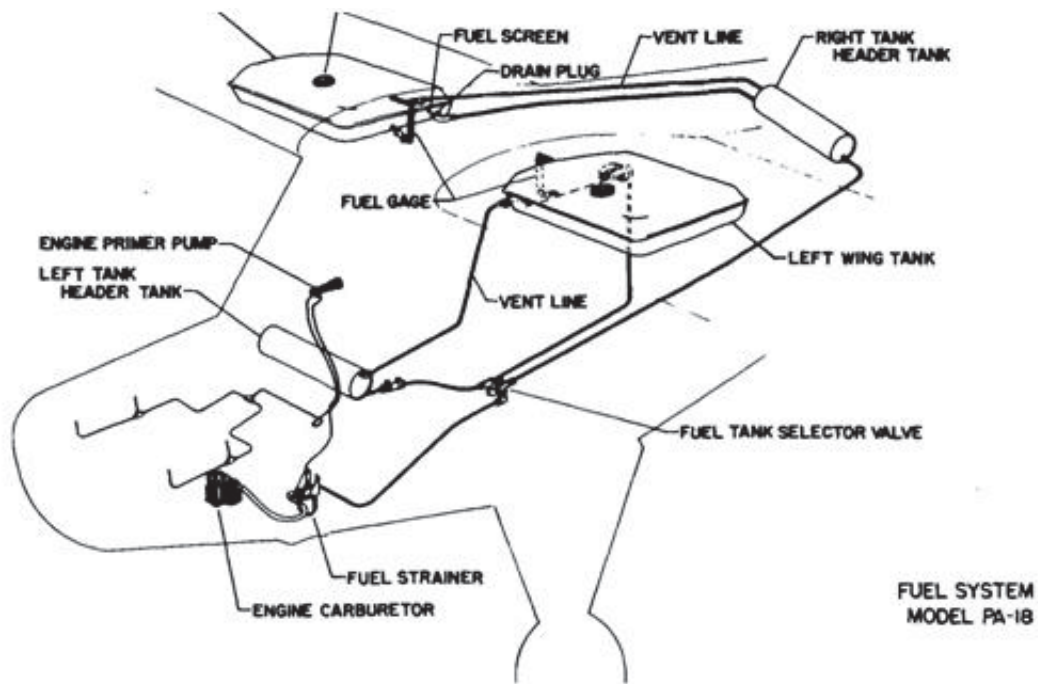 FUEL SCREEN
VENT LINE
RIGHT TANK
HEADER TANK
DRAIN PLUG
FUEL GAGE
ENGINE PRIMER PUMP
LEFT TANK
HEADER TANK
LEFT WING TANK
VENT LINE
FUEL TANK SELECTOR VALVE
FUEL STRAINER
ENGINE CARBURETOR
FUEL SYSTEM
MODEL PA-18